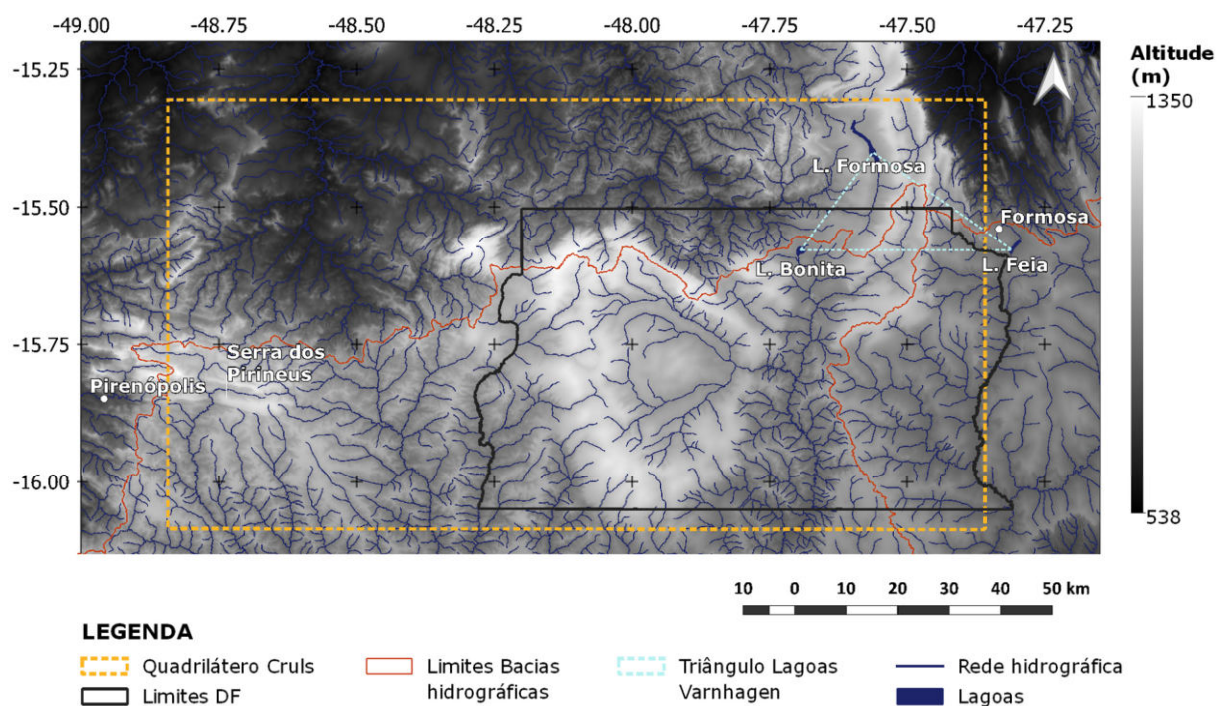 -49.00 -48.75 -48.50 -48.25 -48.00 -47.75 -47.50 -47.25
Altitude
(m)
-15.25
1350
L. Formosa
-15.50
Formosa
L. Bonita
L. Feia
-15.75
Serra dos
Pirineus
Pirenópolis
-16.00
538
10 0 10 20 30 40 50 km
LEGENDA
Quadrilátero Cruls
Limites DF
Limites Bacias
hidrográficas
Triângulo Lagoas
Varnhagen
Rede hidrográfica
Lagoas